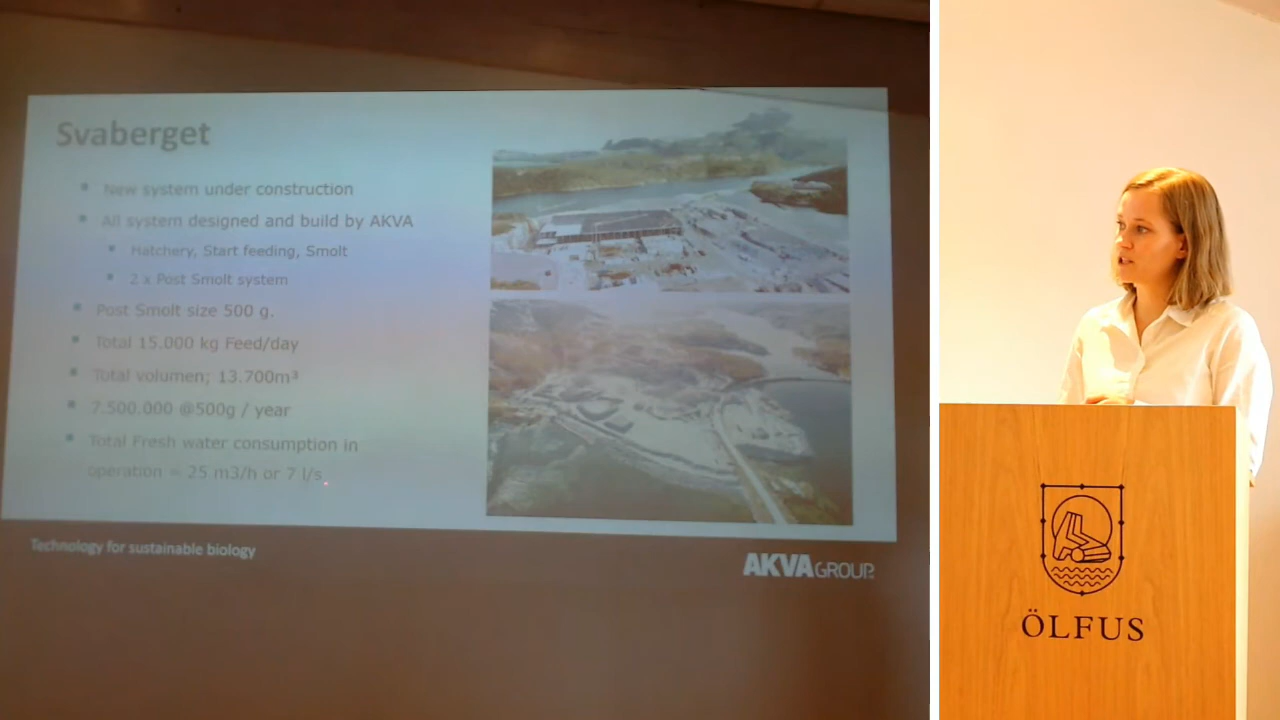 Svaberget
New system under construction
All system designed and build by AKVA
Hatchery, Start feeding, Smolt
2 x Post Smolt system
Post Smolt size 500 g.
Total 15.000 kg Feed/day
Total volumen; 13.700m³
7.500.000 @500g / year
Total Fresh water consumption in
operation = 25 m3/h or 7 l/s.
Technology for sustainable biology
AKVA GROUP
ÖLFUS